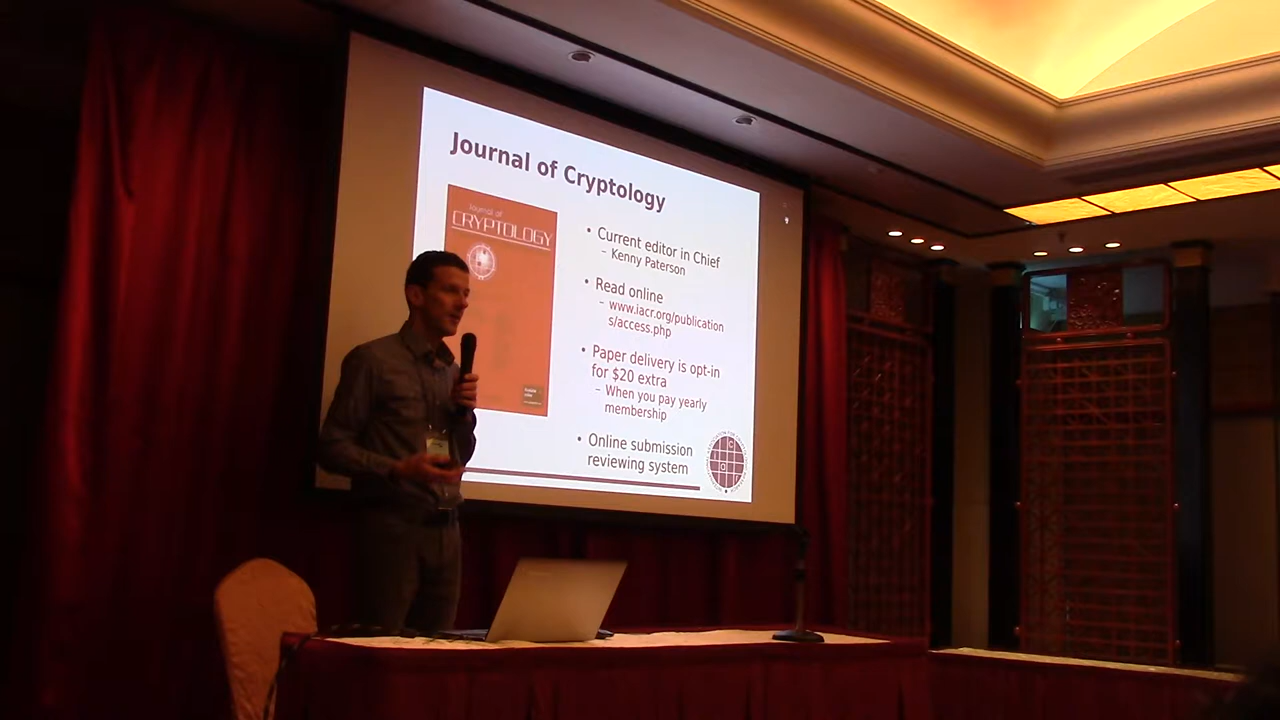 Journal of Cryptology
Journal of
CRYPTOLOGY
• Current editor in Chief
– Kenny Paterson
• Read online
– www.iacr.org/publication
s/access.php
• Paper delivery is opt-in
for $20 extra
– When you pay yearly
membership
• Online submission
reviewing system